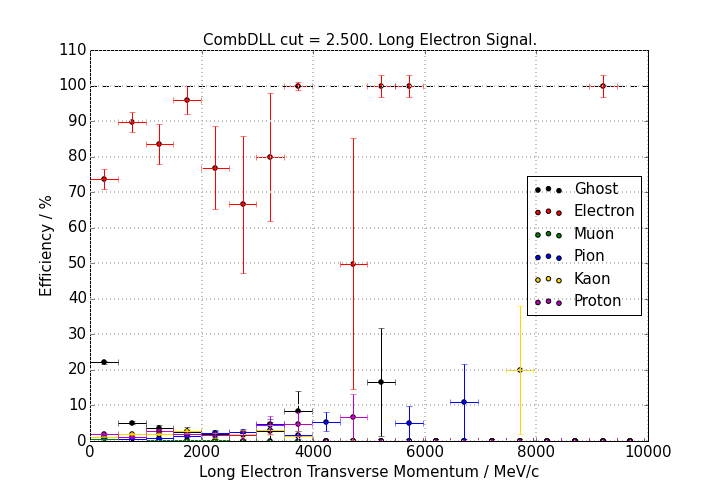 CombDLL cut = 2.500. Long Electron Signal.
110
100
90
80
70
60
50
40
30
20
10
0
Efficiency / %
Ghost
Electron
Muon
Pion
Kaon
Proton
0 2000 4000 6000 8000 10000
Long Electron Transverse Momentum / MeV/c